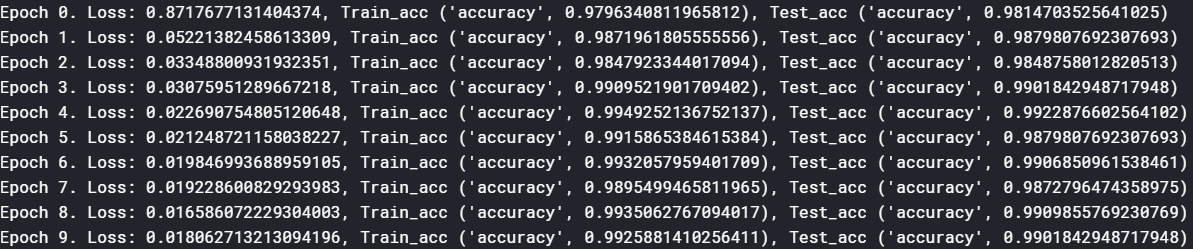 Epoch 0. Loss: 0.8717677131404374, Train_acc ('accuracy', 0.9796340811965812), Test_acc ('accuracy', 0.9814703525641025)
Epoch 1. Loss: 0.05221382458613309, Train_acc ('accuracy', 0.9871961805555556), Test_acc ('accuracy', 0.9879807692307693)
Epoch 2. Loss: 0.03348800931932351, Train_acc ('accuracy', 0.9847923344017094), Test_acc ('accuracy', 0.9848758012820513)
Epoch 3. Loss: 0.03075951289667218, Train_acc ('accuracy', 0.9909521901709402), Test_acc ('accuracy', 0.9901842948717948)
Epoch 4. Loss: 0.022690754805120648, Train_acc ('accuracy', 0.9949252136752137), Test_acc ('accuracy', 0.9922876602564102)
Epoch 5. Loss: 0.021248721158038227, Train_acc ('accuracy', 0.9915865384615384), Test_acc ('accuracy', 0.9879807692307693)
Epoch 6. Loss: 0.019846993688959105, Train_acc ('accuracy', 0.9932057959401709), Test_acc ('accuracy', 0.9906850961538461)
Epoch 7. Loss: 0.019228600829293983, Train_acc ('accuracy', 0.9895499465811965), Test_acc ('accuracy', 0.9872796474358975)
Epoch 8. Loss: 0.016586072229304003, Train_acc ('accuracy', 0.9935062767094017), Test_acc ('accuracy', 0.9909855769230769)
Epoch 9. Loss: 0.018062713213094196, Train_acc ('accuracy', 0.9925881410256411), Test_acc ('accuracy', 0.9901842948717948)